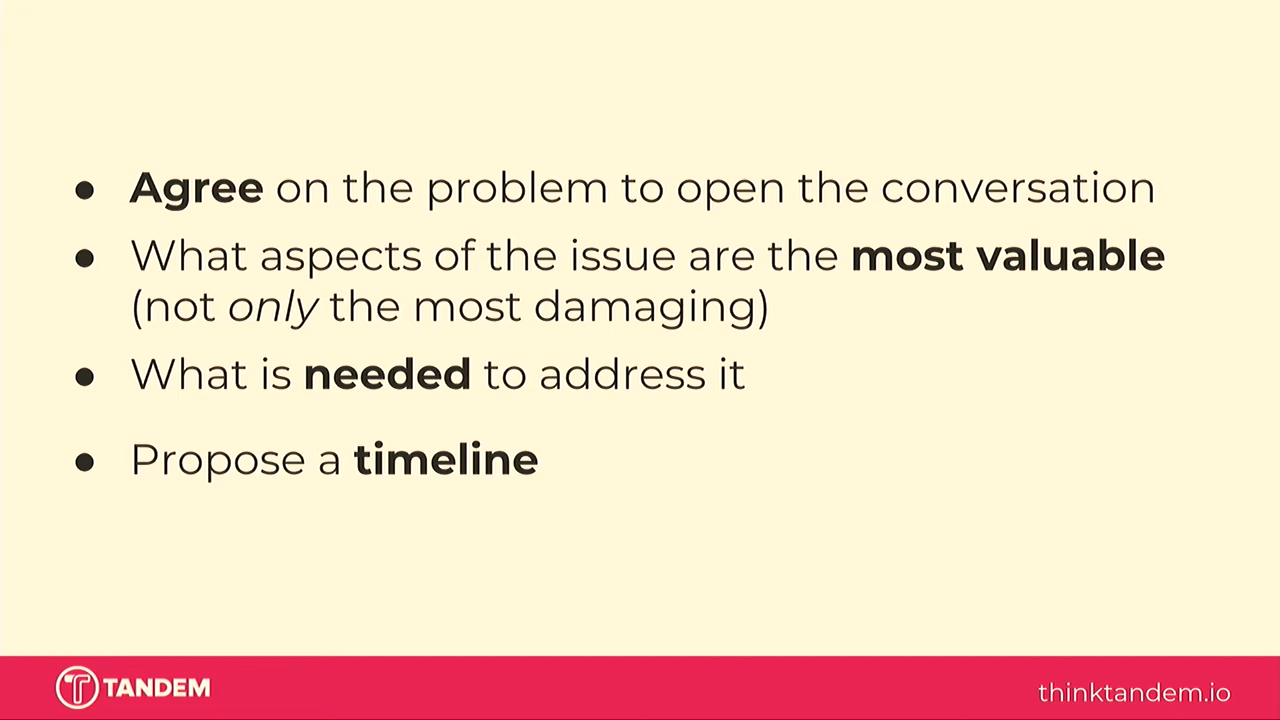 ● Agree on the problem to open the conversation
● What aspects of the issue are the most valuable
(not only the most damaging)
● What is needed to address it
● Propose a timeline
TANDEM
thinktandem.io